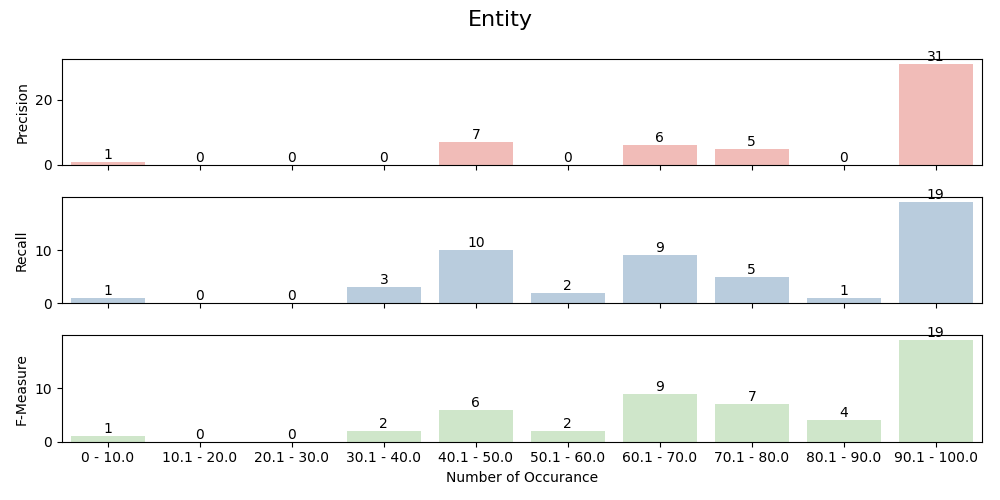 Entity
Precision
20
0
1 0 0 0 7 0 6 5 0 31
Recall
10
0
1 0 0 3 10 2 9 5 1 19
F-Measure
10
0
1 0 0 2 6 2 9 7 4 19
0 - 10.0 10.1 - 20.0 20.1 - 30.0 30.1 - 40.0 40.1 - 50.0 50.1 - 60.0 60.1 - 70.0 70.1 - 80.0 80.1 - 90.0 90.1 - 100.0
Number of Occurance